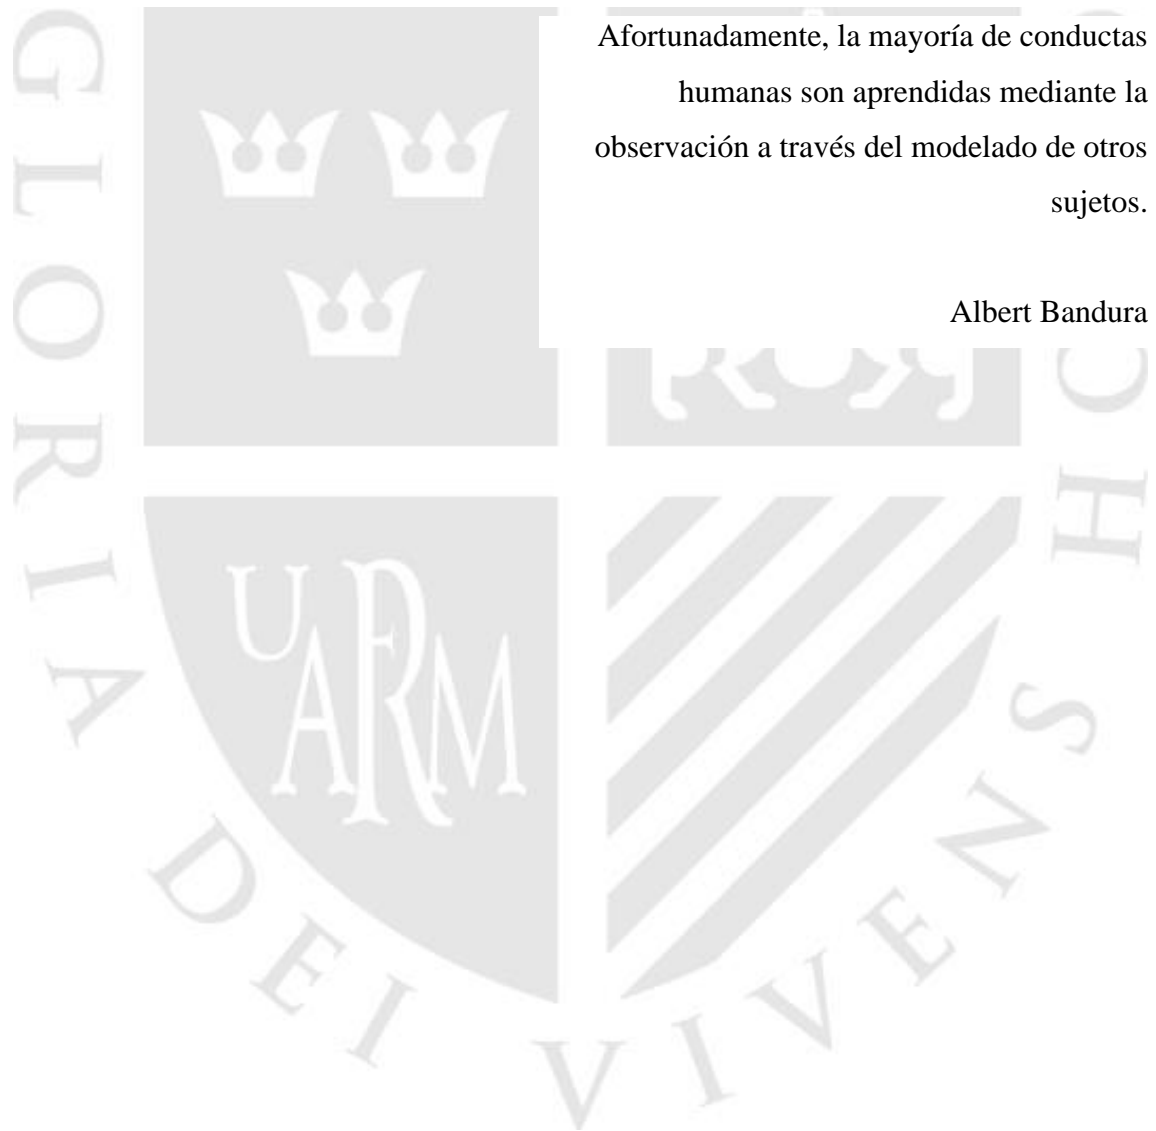 Afortunadamente, la mayoría de conductas
humanas son aprendidas mediante la
observación a través del modelado de otros
sujetos.
Albert Bandura
GLORIA DEI VIVENS HO
UARM